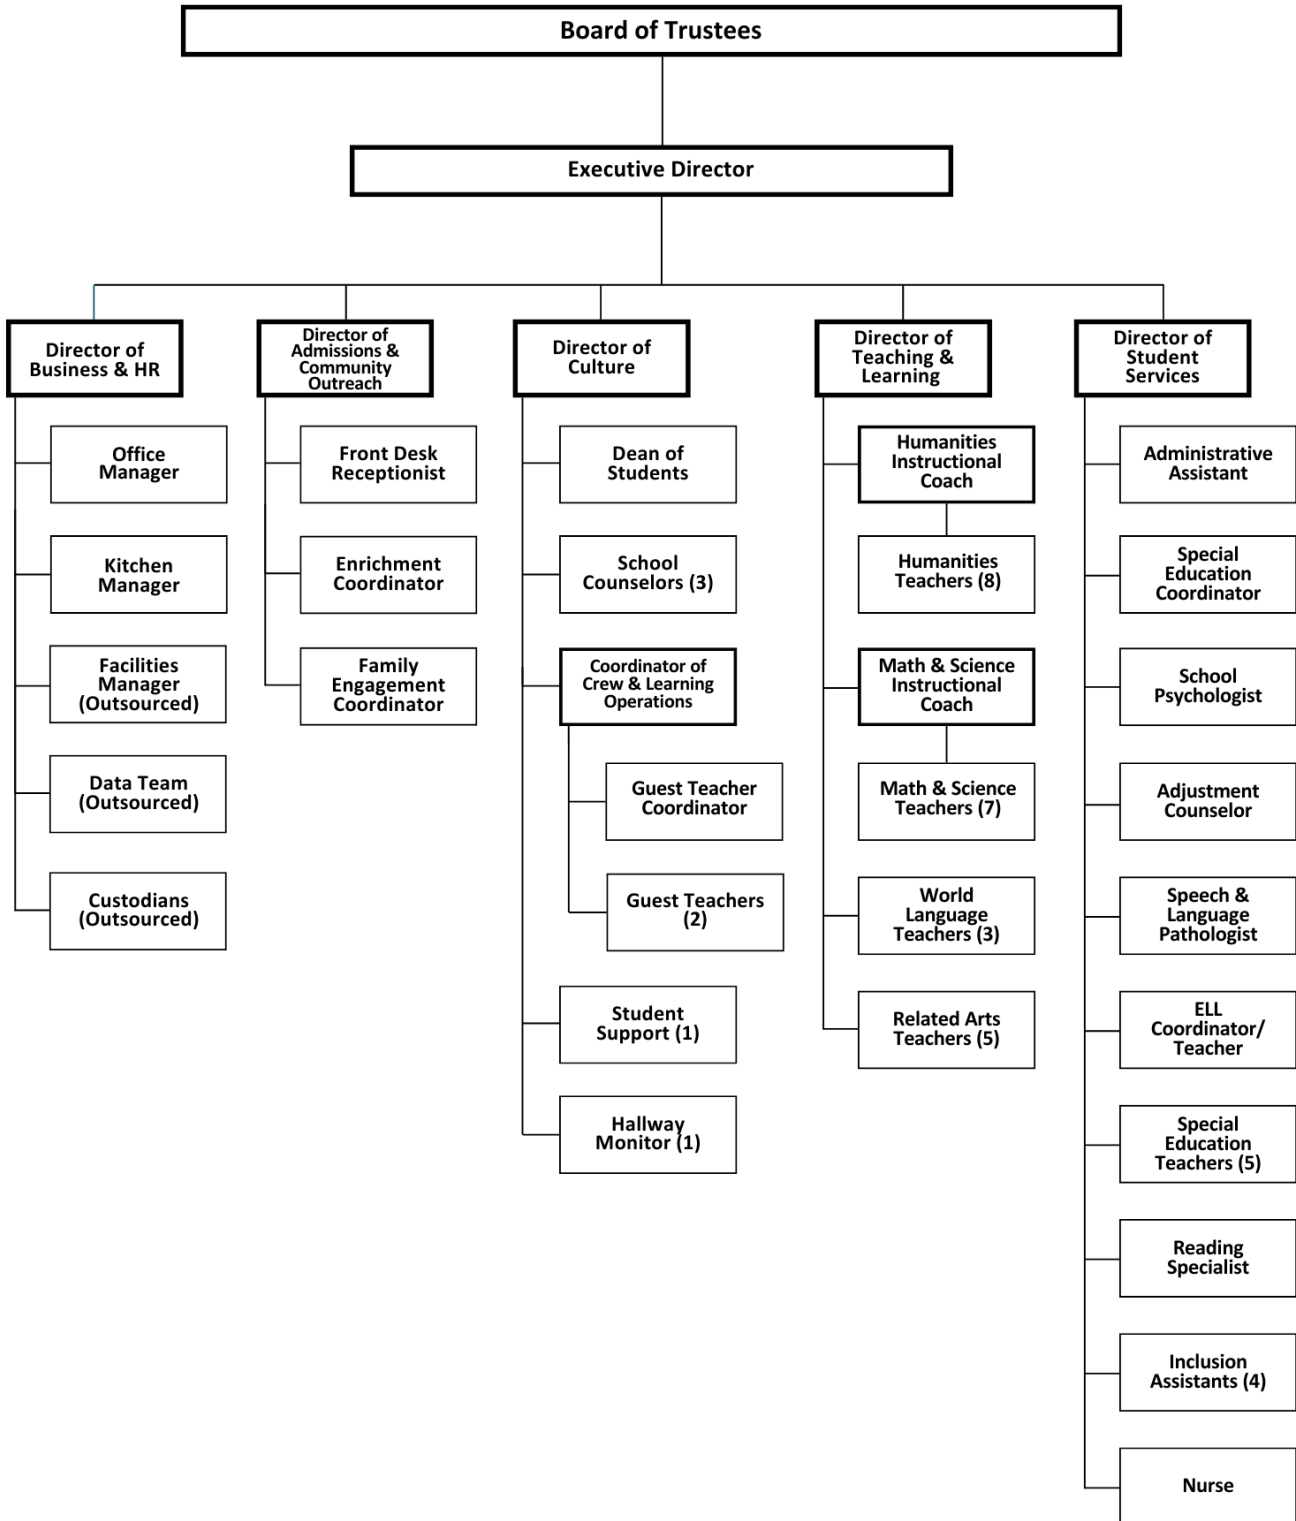 Board of Trustees
Executive Director
Director of
Business & HR
Office
Manager
Kitchen
Manager
Facilities
Manager
(Outsourced)
Data Team
(Outsourced)
Custodians
(Outsourced)
Director of
Admissions &
Community
Outreach
Front Desk
Receptionist
Enrichment
Coordinator
Family
Engagement
Coordinator
Director of
Culture
Dean of
Students
School
Counselors (3)
Coordinator of
Crew & Learning
Operations
Guest Teacher
Coordinator
Guest Teachers
(2)
Student
Support (1)
Hallway
Monitor (1)
Director of
Teaching &
Learning
Humanities
Instructional
Coach
Humanities
Teachers (8)
Math & Science
Instructional
Coach
Math & Science
Teachers (7)
World
Language
Teachers (3)
Related Arts
Teachers (5)
Director of
Student
Services
Administrative
Assistant
Special
Education
Coordinator
School
Psychologist
Adjustment
Counselor
Speech &
Language
Pathologist
ELL
Coordinator/
Teacher
Special
Education
Teachers (5)
Reading
Specialist
Inclusion
Assistants (4)
Nurse